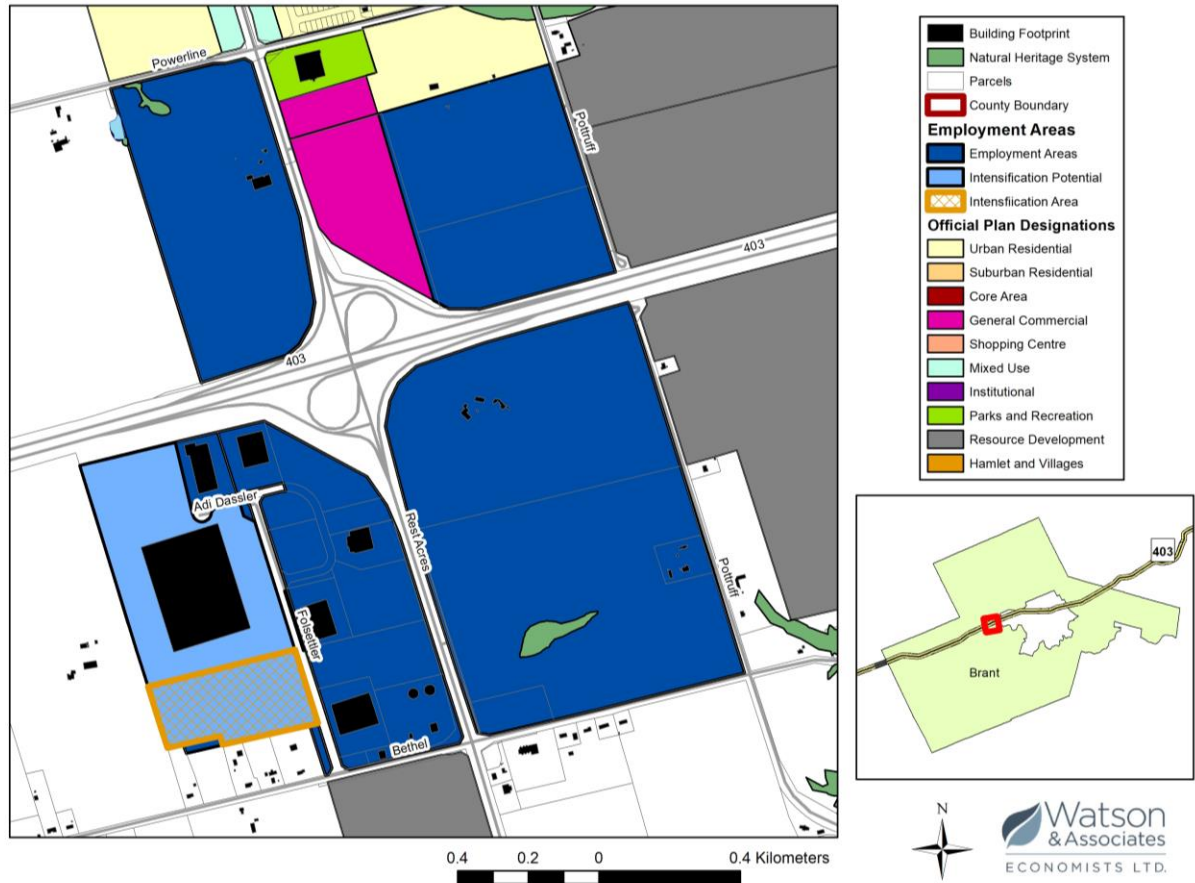 Powerline
Pottruff
403
403
Adi Dassler
Rest Acres
Folsettler
Pottruff
Bethel
0.4 0.2 0 0.4 Kilometers
Building Footprint
Natural Heritage System
Parcels
County Boundary
Employment Areas
Employment Areas
Intensification Potential
Intensfiication Area
Official Plan Designations
Urban Residential
Suburban Residential
Core Area
General Commercial
Shopping Centre
Mixed Use
Institutional
Parks and Recreation
Resource Development
Hamlet and Villages
403
Brant
N
Watson
& Associates
ECONOMISTS LTD.